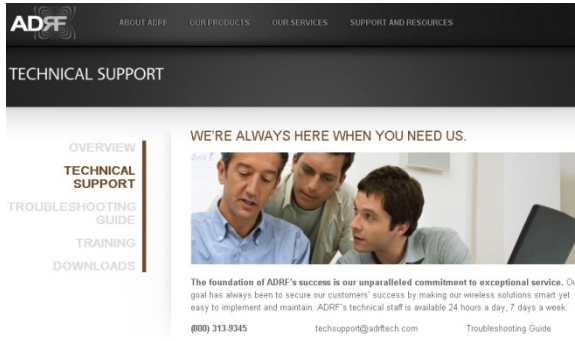 ADRF
ABOUT ADRF OUR PRODUCTS OUR SERVICES SUPPORT AND RESOURCES
TECHNICAL SUPPORT
OVERVIEW
TECHNICAL
SUPPORT
TROUBLESHOOTING
GUIDE
TRAINING
DOWNLOADS
WE'RE ALWAYS HERE WHEN YOU NEED US.
The foundation of ADRF's success is our unparalleled commitment to exceptional service.
goal has always been to secure our customers' success by making our wireless solutions smart yet
easy to implement and maintain. ADRF's technical staff is available 24 hours a day, 7 days a week.
(800) 313-9345 techsupport@adrftech.com Troubleshooting Guide